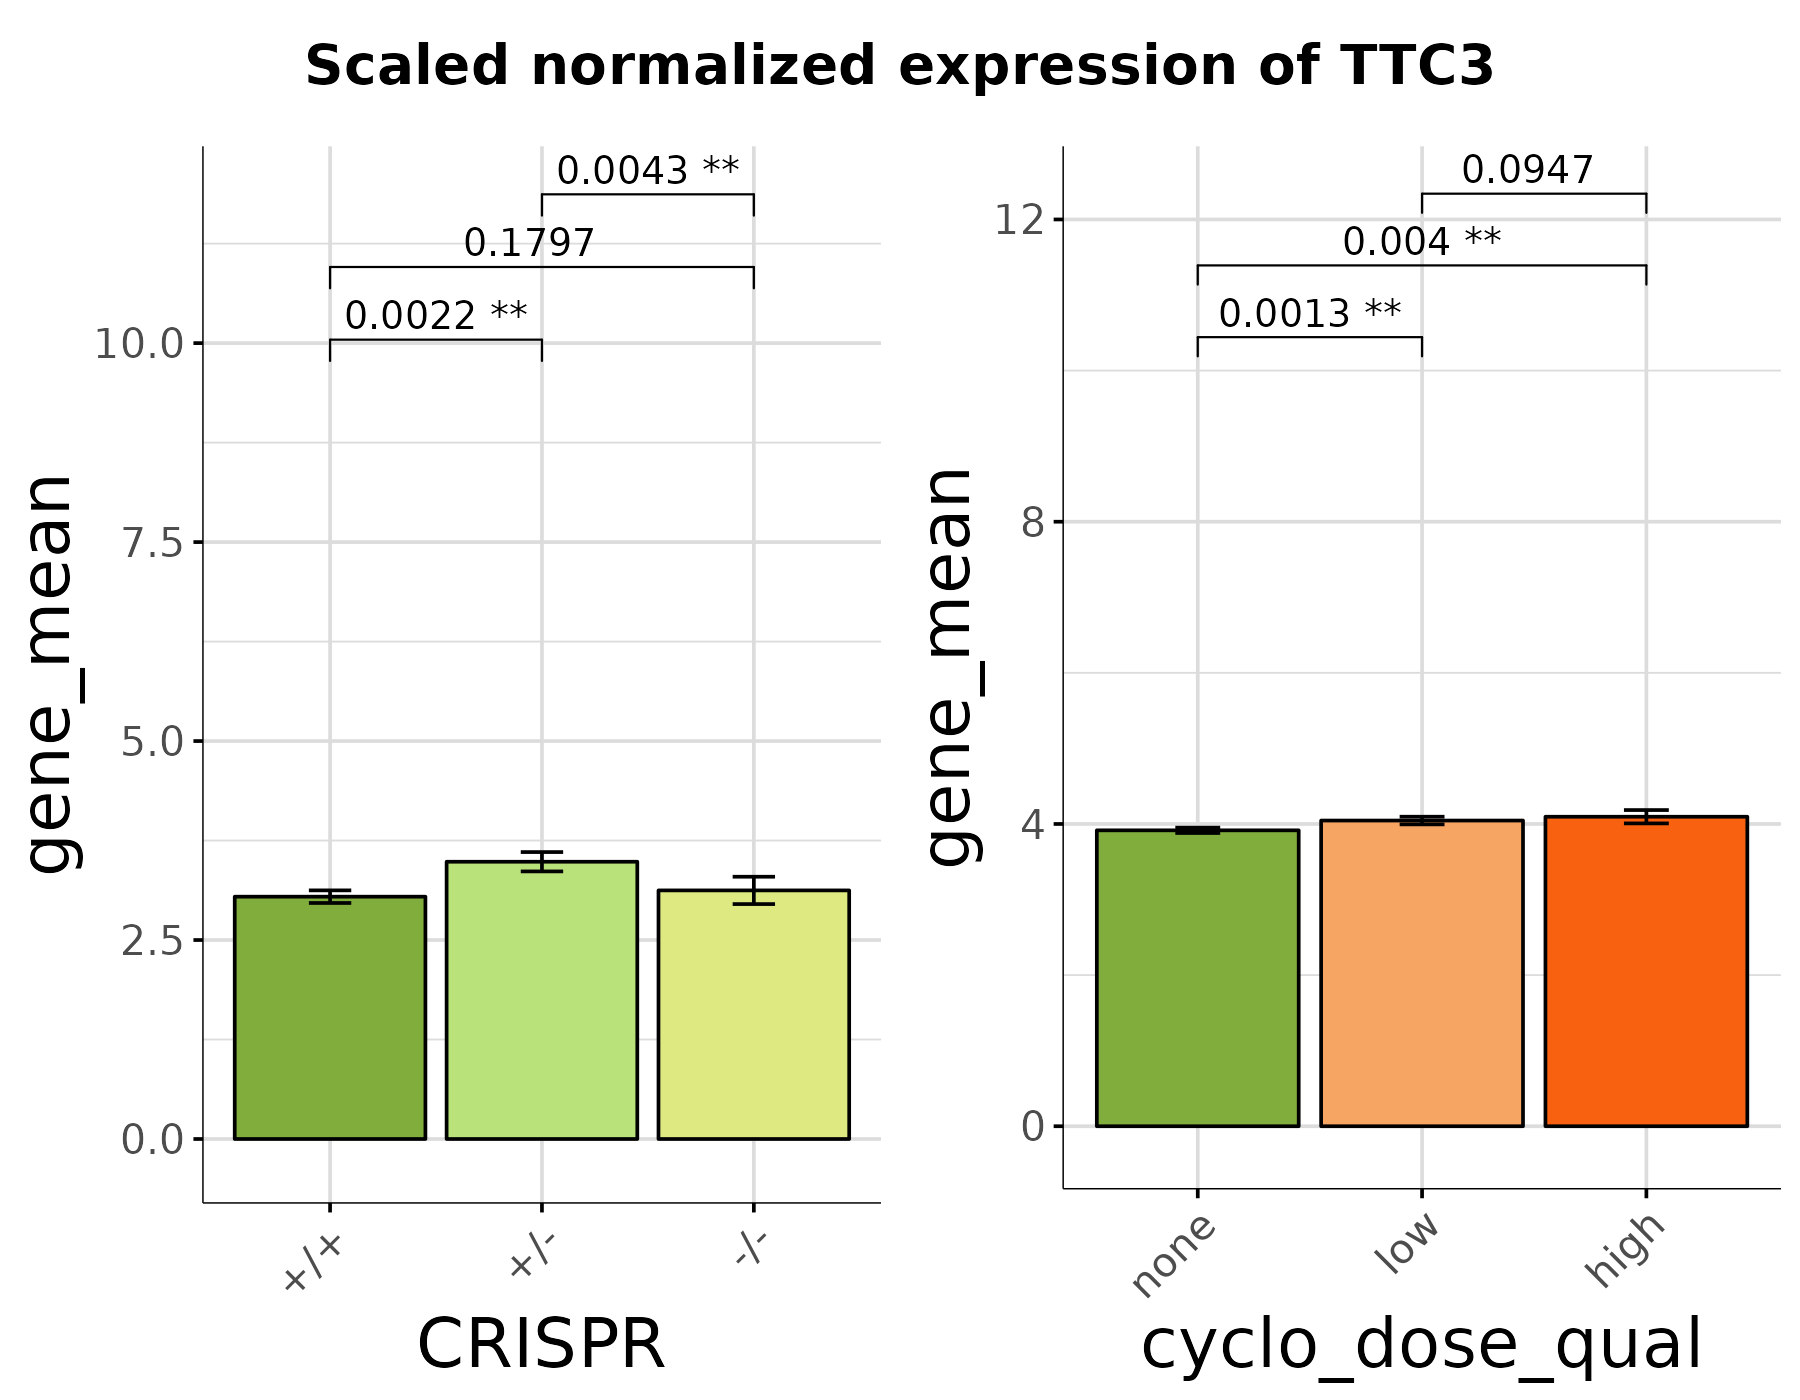 Scaled normalized expression of TTC3
gene_mean
10.0
7.5
5.0
2.5
0.0
0.0043 **
0.1797
0.0022 **
+/+
+/-
-/-
CRISPR
gene_mean
12
8
4
0
0.0947
0.004 **
0.0013 **
none
low
high
cyclo_dose_qual